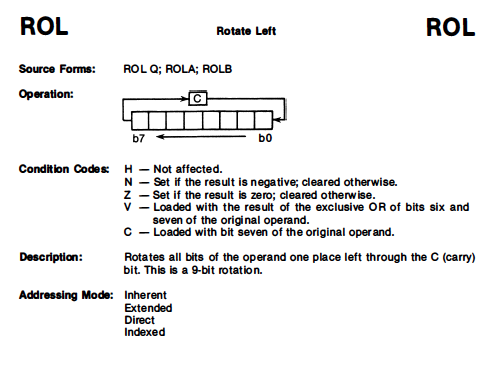 ROL Rotate Left ROL
Source Forms: ROL Q; ROLA; ROLB
Operation:
C
b7 b0
Condition Codes: H — Not affected.
N — Set if the result is negative; cleared otherwise.
Z — Set if the result is zero; cleared otherwise.
V — Loaded with the result of the exclusive OR of bits six and
seven of the original operand.
C — Loaded with bit seven of the original operand.
Description: Rotates all bits of the operand one place left through the C (carry)
bit. This is a 9-bit rotation.
Addressing Mode: Inherent
Extended
Direct
Indexed